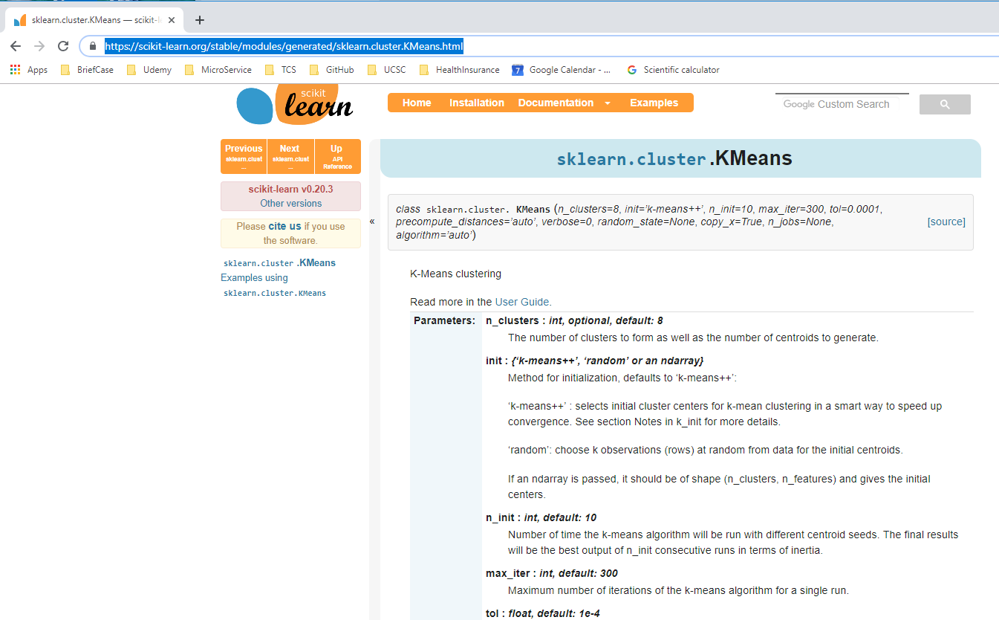 sklearn.cluster.KMeans — scikit-l
https://scikit-learn.org/stable/modules/generated/sklearn.cluster.KMeans.html
Apps BriefCase Udemy MicroService TCS GitHub UCSC HealthInsurance 7 Google Calendar - ... G Scientific calculator
scikit
learn
Home Installation Documentation Examples
Google Custom Search
Previous Next Up
sklearn.clust sklearn.clust API
... ... Reference
scikit-learn v0.20.3
Other versions
Please cite us if you use
the software.
sklearn.cluster .KMeans
Examples using
sklearn.cluster.KMeans
«
sklearn.cluster .KMeans
class sklearn.cluster. KMeans (n_clusters=8, init=’k-means++’, n_init=10, max_iter=300, tol=0.0001,
precompute_distances=’auto’, verbose=0, random_state=None, copy_x=True, n_jobs=None,
algorithm=’auto’)
[source]
K-Means clustering
Read more in the User Guide.
Parameters:
n_clusters : int, optional, default: 8
The number of clusters to form as well as the number of centroids to generate.
init : {‘k-means++’, ‘random’ or an ndarray}
Method for initialization, defaults to ‘k-means++’:
‘k-means++’ : selects initial cluster centers for k-mean clustering in a smart way to speed up
convergence. See section Notes in k_init for more details.
‘random’: choose k observations (rows) at random from data for the initial centroids.
If an ndarray is passed, it should be of shape (n_clusters, n_features) and gives the initial
centers.
n_init : int, default: 10
Number of time the k-means algorithm will be run with different centroid seeds. The final results
will be the best output of n_init consecutive runs in terms of inertia.
max_iter : int, default: 300
Maximum number of iterations of the k-means algorithm for a single run.
tol : float, default: 1e-4